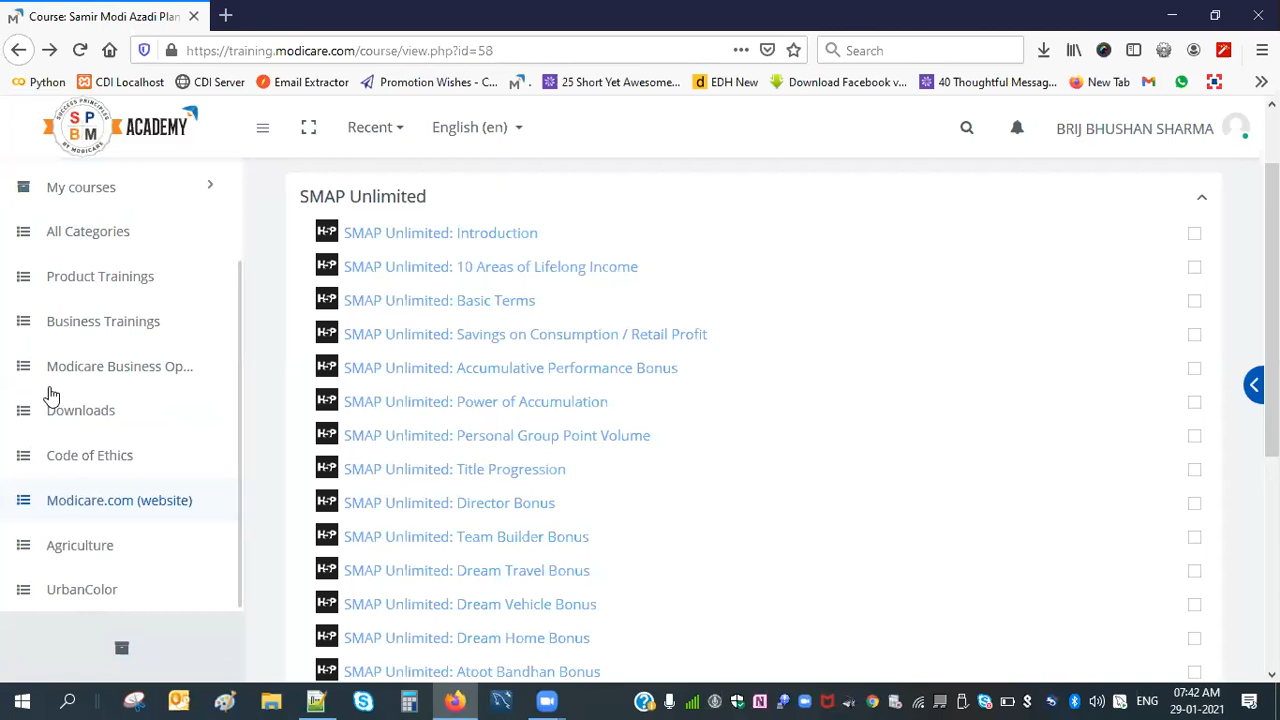 Course: Samir Modi Azadi Plan
https://training.modicare.com/course/view.php?id=58
Search
Python
CDI Localhost
CDI Server
Email Extractor
Promotion Wishes - C...
.
25 Short Yet Awesome...
EDH New
Download Facebook v...
40 Thoughtful Messag...
New Tab
SUCCESS PRINCIPLES
S P
B M
BY MODICARE
ACADEMY
Recent
English (en)
BRIJ BHUSHAN SHARMA
My courses
All Categories
Product Trainings
Business Trainings
Modicare Business Op...
Downloads
Code of Ethics
Modicare.com (website)
Agriculture
UrbanColor
SMAP Unlimited
H-P SMAP Unlimited: Introduction
H-P SMAP Unlimited: 10 Areas of Lifelong Income
H-P SMAP Unlimited: Basic Terms
H-P SMAP Unlimited: Savings on Consumption / Retail Profit
H-P SMAP Unlimited: Accumulative Performance Bonus
H-P SMAP Unlimited: Power of Accumulation
H-P SMAP Unlimited: Personal Group Point Volume
H-P SMAP Unlimited: Title Progression
H-P SMAP Unlimited: Director Bonus
H-P SMAP Unlimited: Team Builder Bonus
H-P SMAP Unlimited: Dream Travel Bonus
H-P SMAP Unlimited: Dream Vehicle Bonus
H-P SMAP Unlimited: Dream Home Bonus
H-P SMAP Unlimited: Atoot Bandhan Bonus
ENG
07:42 AM
29-01-2021